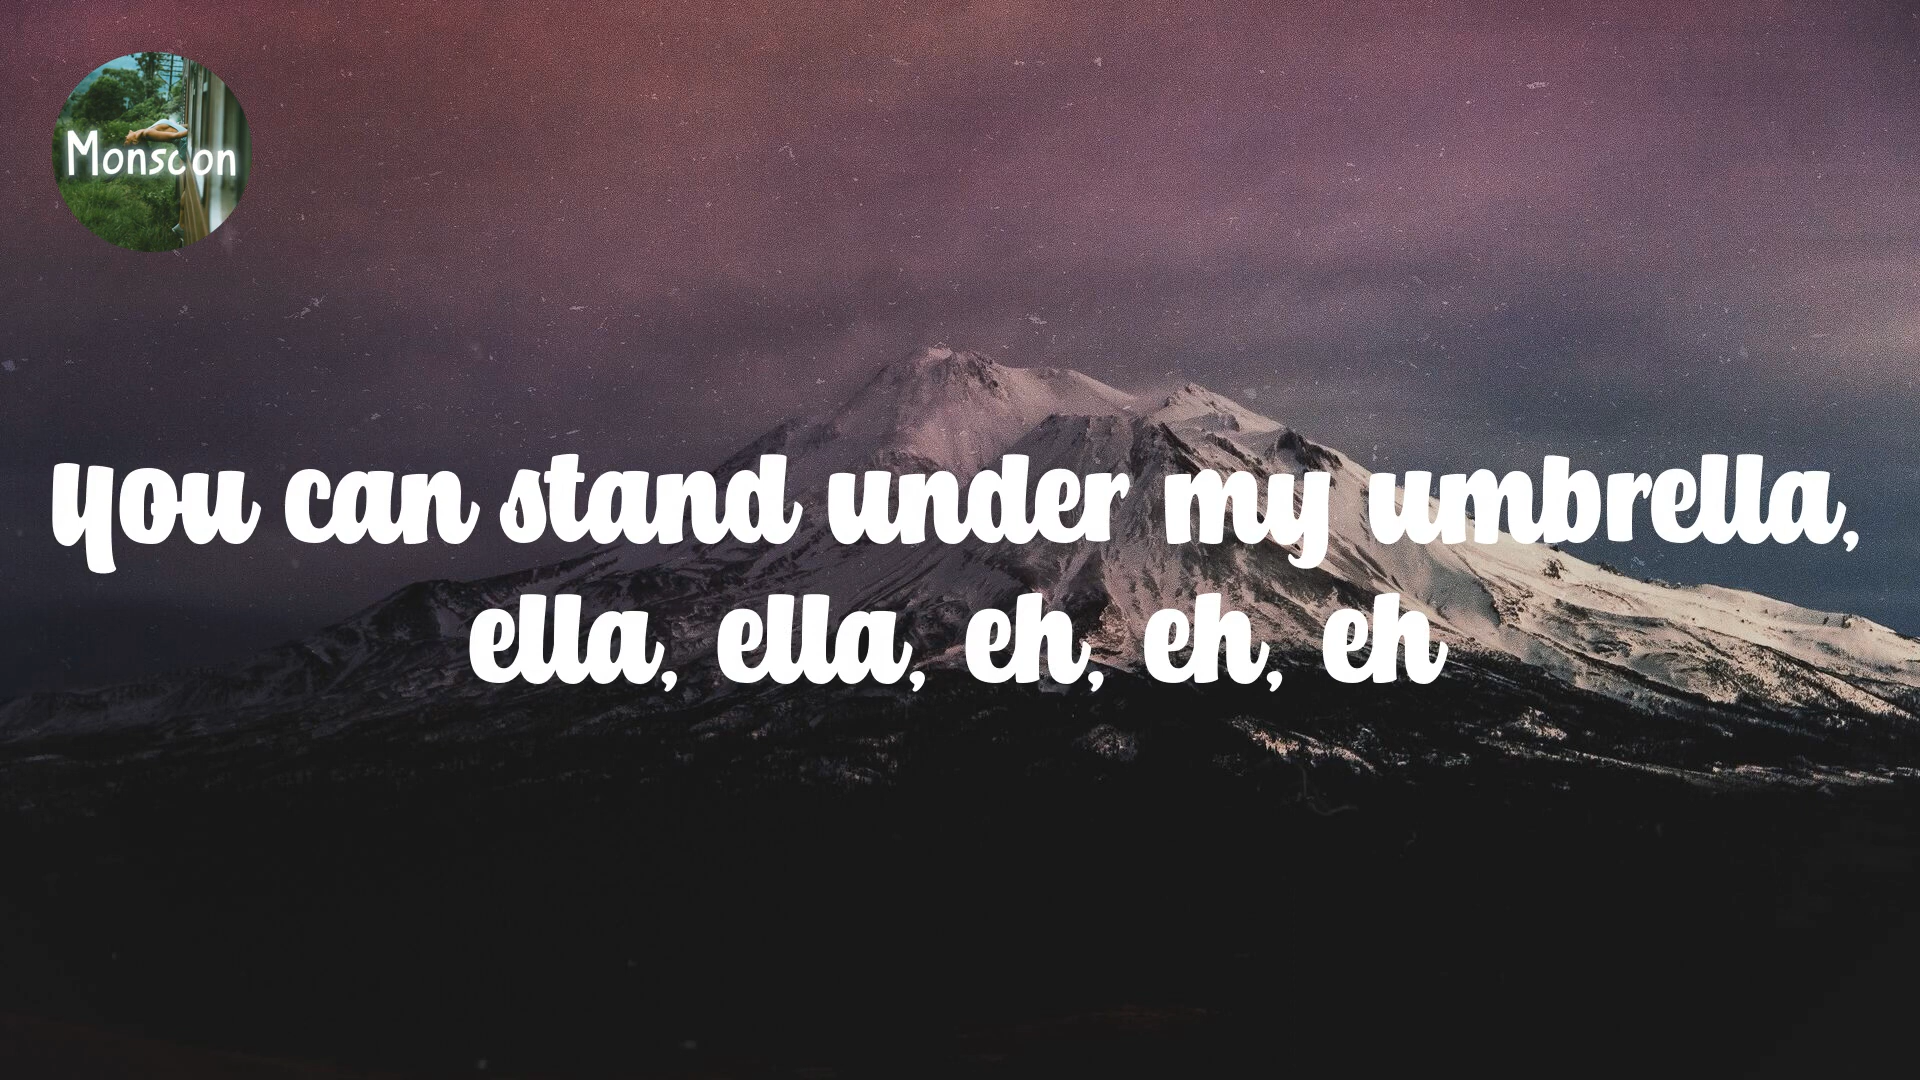 Monsoon
You can stand under my umbrella,
ella, ella, eh, eh, eh